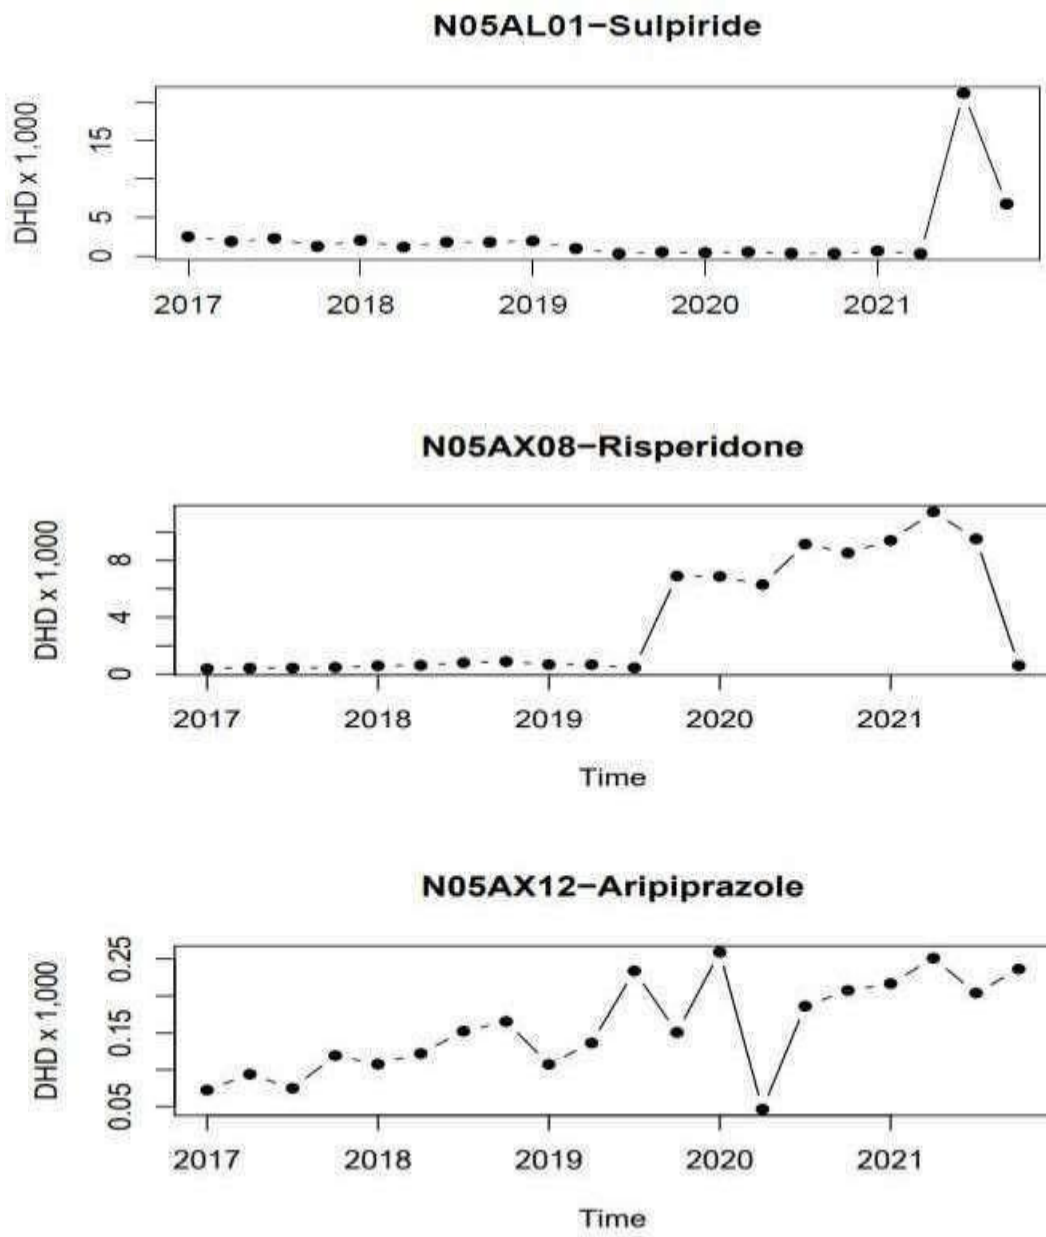 N05AL01−Sulpiride
DHD x 1,000
0 5 15
2017 2018 2019 2020 2021
N05AX08−Risperidone
DHD x 1,000
0 4 8
2017 2018 2019 2020 2021
Time
N05AX12−Aripiprazole
DHD x 1,000
0.05 0.15 0.25
2017 2018 2019 2020 2021
Time